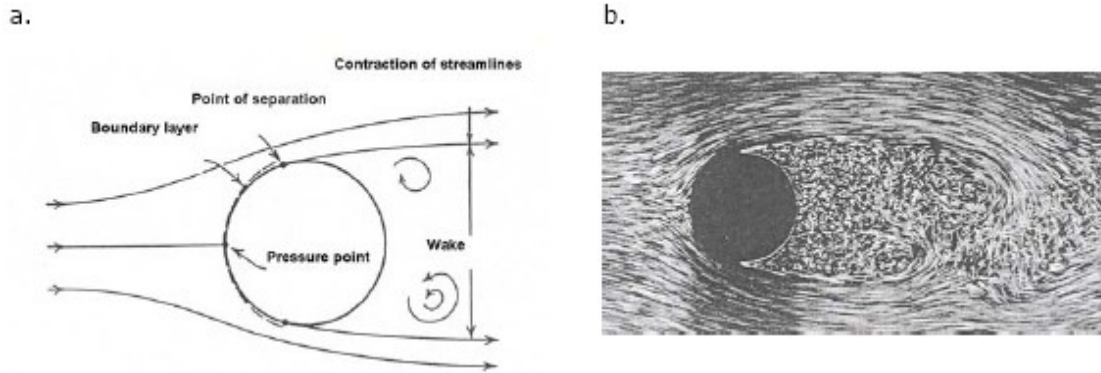 a.
b.
Contraction of streamlines
Point of separation
Boundary layer
Pressure point
Wake